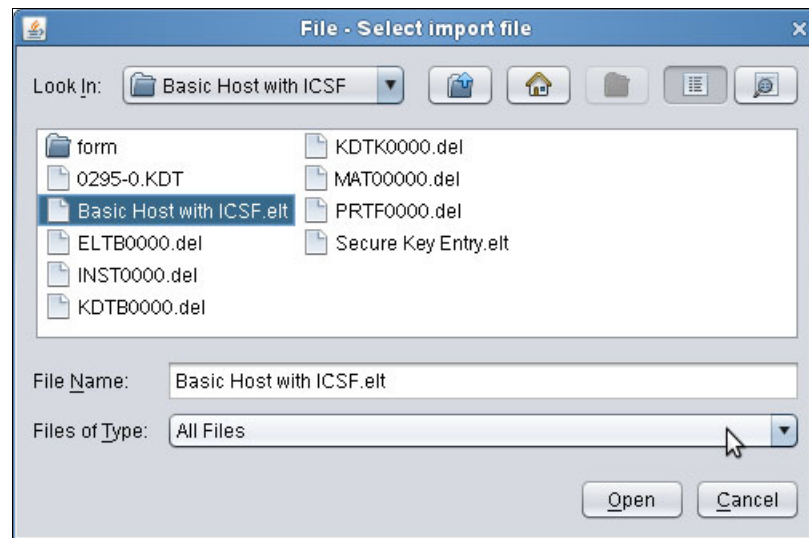 File - Select import file
Look In: Basic Host with ICSF
form
0295-0.KDT
Basic Host with ICSF.elt
ELTB0000.del
INST0000.del
KDTB0000.del
KDTK0000.del
MAT00000.del
PRTF0000.del
Secure Key Entry.elt
File Name: Basic Host with ICSF.elt
Files of Type: All Files
Open Cancel